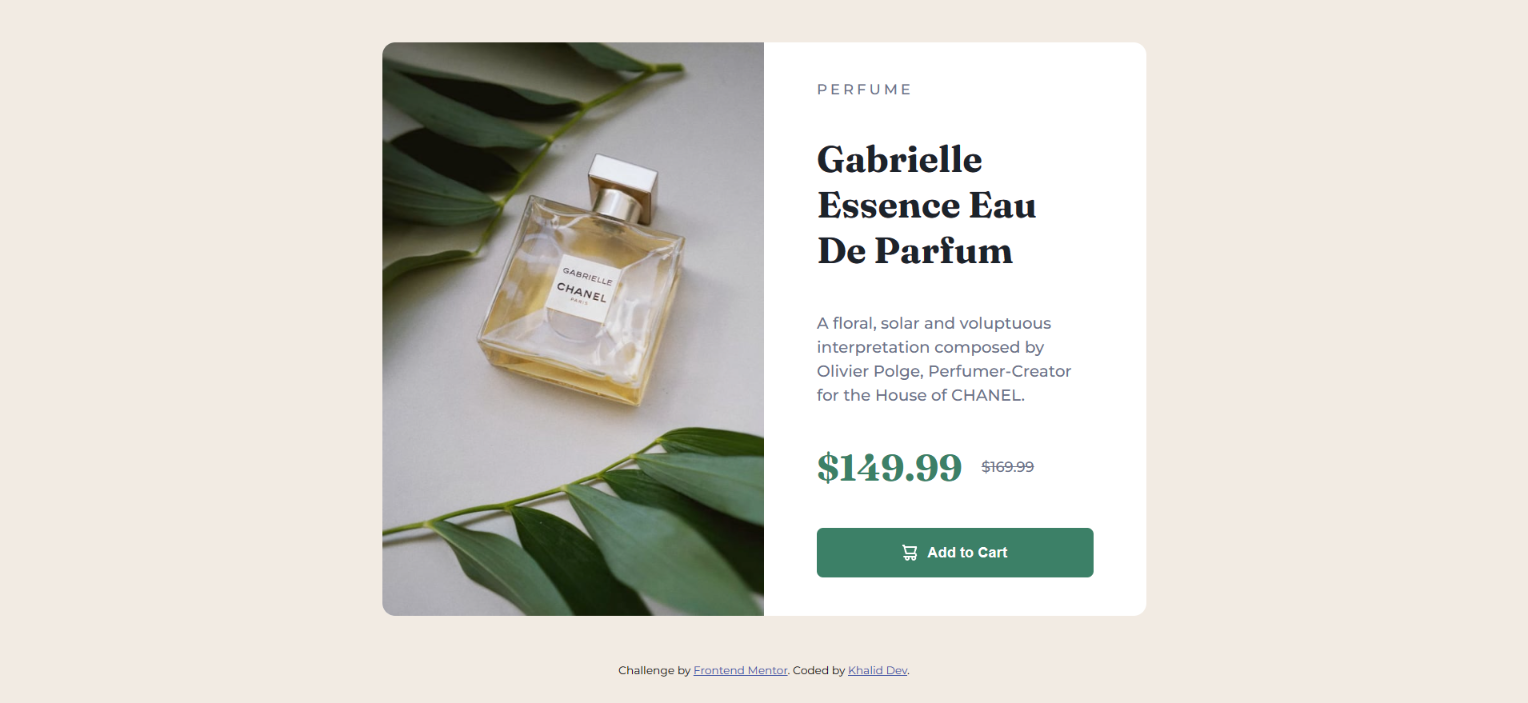 GABRIELLE
CHANEL
PARIS
PERFUME
Gabrielle
Essence Eau
De Parfum
A floral, solar and voluptuous
interpretation composed by
Olivier Polge, Perfumer-Creator
for the House of CHANEL.
$149.99 $169.99
Add to Cart
Challenge by Frontend Mentor. Coded by Khalid Dev.